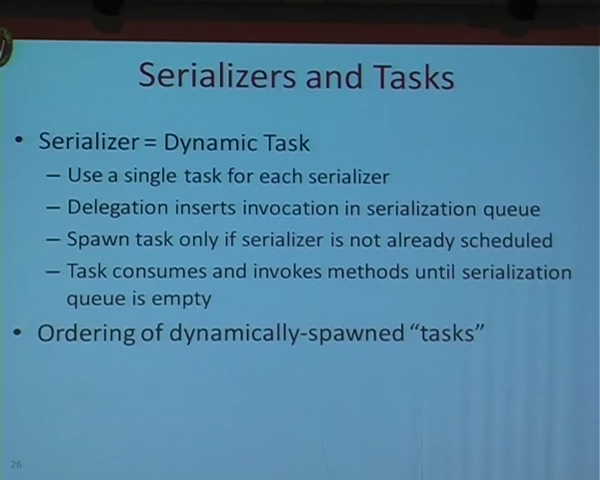 Serializers and Tasks
• Serializer = Dynamic Task
– Use a single task for each serializer
– Delegation inserts invocation in serialization queue
– Spawn task only if serializer is not already scheduled
– Task consumes and invokes methods until serialization
queue is empty
• Ordering of dynamically-spawned “tasks”
26